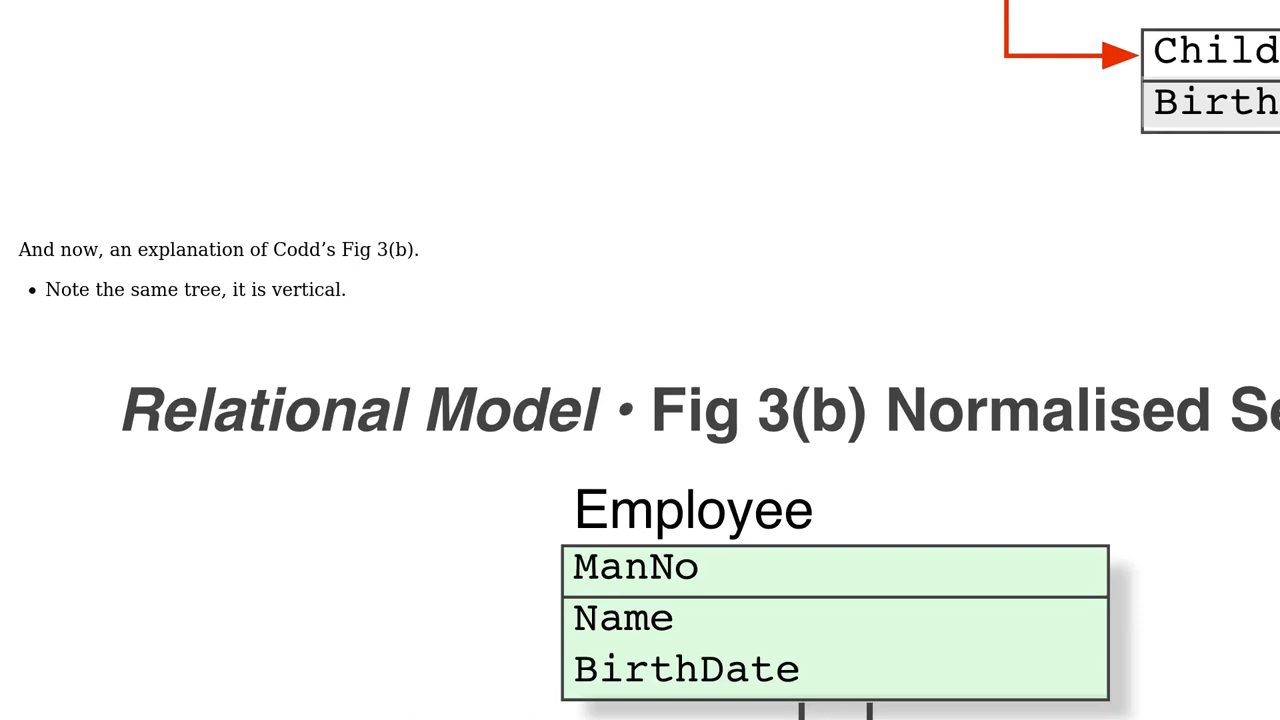 Child
Birth
And now, an explanation of Codd’s Fig 3(b).
• Note the same tree, it is vertical.
Relational Model • Fig 3(b) Normalised Se
Employee
ManNo
Name
BirthDate